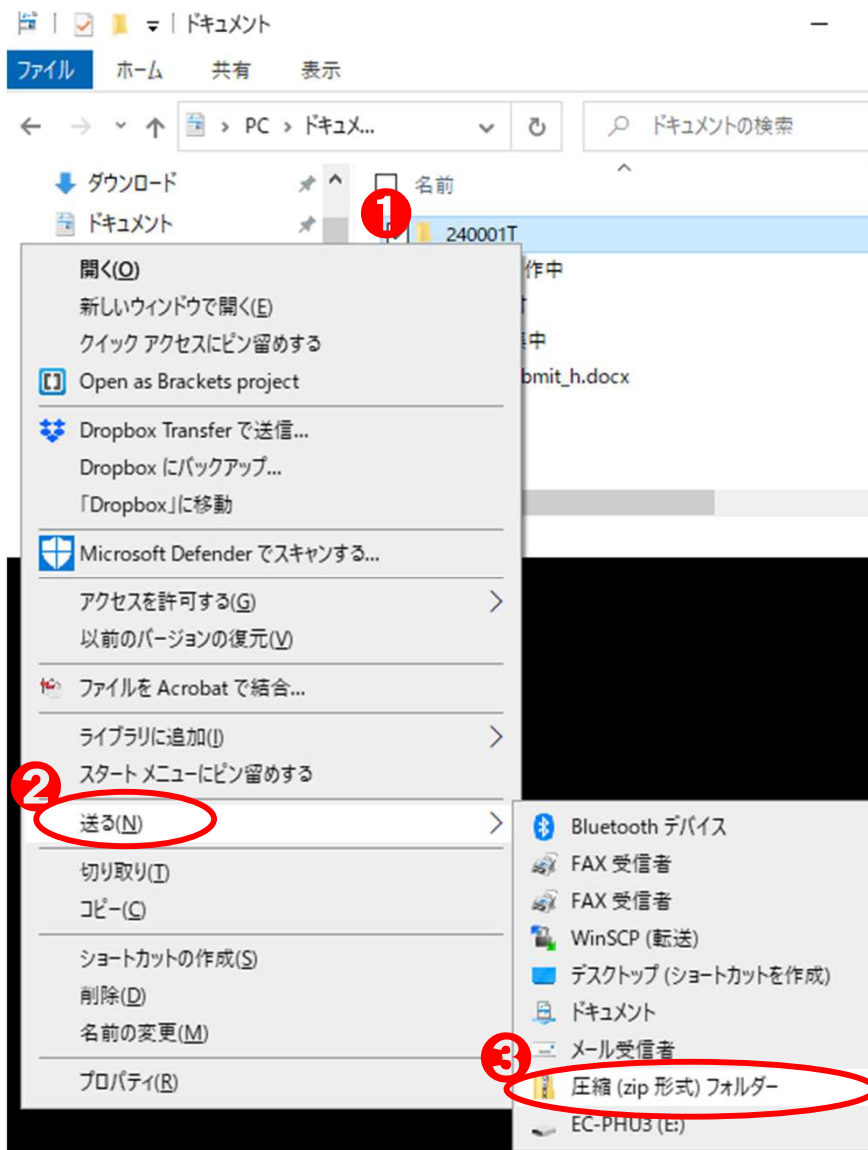 ドキュメント
ファイル ホーム 共有 表示
PC › ドキュメ... ドキュメントの検索
ダウンロード
名前
ドキュメント
1
240001T
作中
中
bmit_h.docx
開く(O)
新しいウィンドウで開く(E)
クイック アクセスにピン留めする
Open as Brackets project
Dropbox Transfer で送信...
Dropbox にバックアップ...
「Dropbox」に移動
Microsoft Defender でスキャンする...
アクセスを許可する(G)
以前のバージョンの復元(V)
ファイルを Acrobat で結合...
ライブラリに追加(I)
スタート メニューにピン留めする
2
送る(N)
切り取り(T)
コピー(C)
ショートカットの作成(S)
削除(D)
名前の変更(M)
プロパティ(R)
Bluetooth デバイス
FAX 受信者
FAX 受信者
WinSCP (転送)
デスクトップ (ショートカットを作成)
ドキュメント
メール受信者
3
圧縮 (zip 形式) フォルダー
EC-PHU3 (E:)